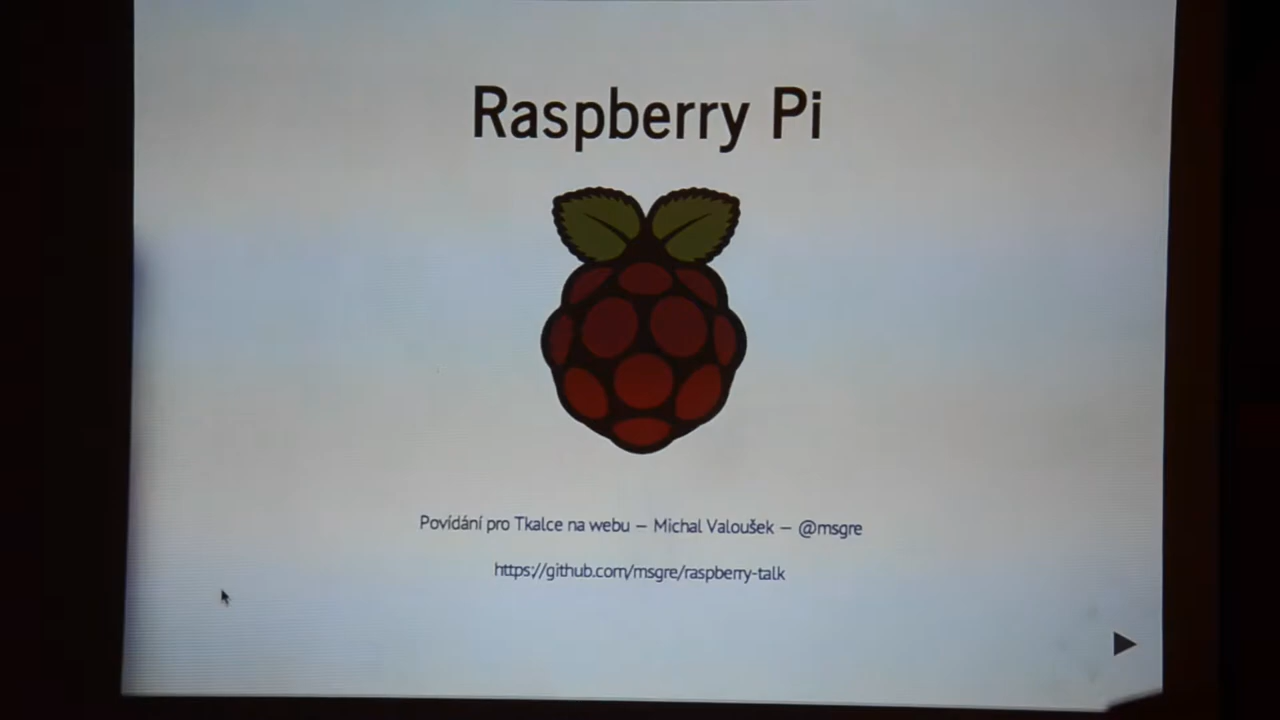 Raspberry Pi
Povídání pro Tkalce na webu – Michal Valoušek – @msgre
https://github.com/msgre/raspberry-talk